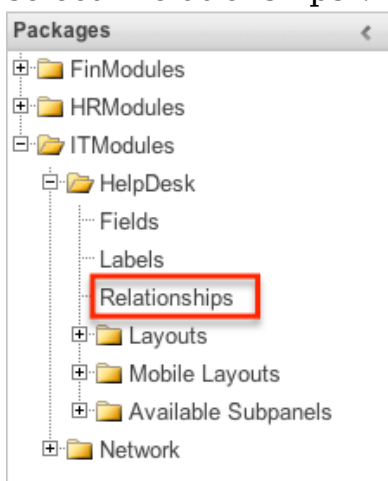 Packages
FinModules
HRModules
ITModules
HelpDesk
Fields
Labels
Relationships
Layouts
Mobile Layouts
Available Subpanels
Network